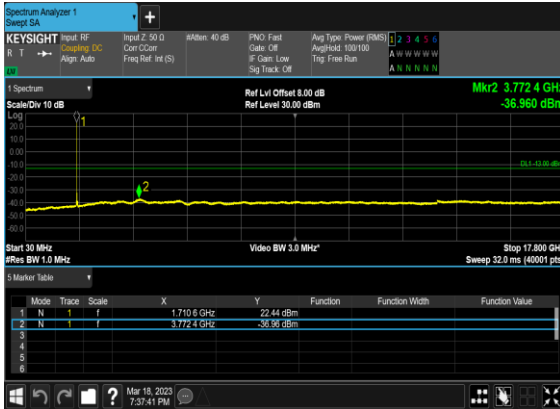 Spectrum Analyzer 1
Swept SA
KEYSIGHT Input: RF Input Z: 50 Ω #Atten: 40 dB PNO: Fast Avg Type: Power (RMS) 1 2 3 4 5 6
R T Coupling: DC Corr CCorr Gate: Off Avg|Hold: 100/100 A W W W W W
Align: Auto Freq Ref: Int (S) IF Gain: Low Trig: Free Run
Sig Track: Off A N N N N N
1 Spectrum Ref Lvl Offset 8.00 dB Mkr2 3.772 4 GHz
Scale/Div 10 dB Ref Level 30.00 dBm -36.960 dBm
Log
20.0
0.00
-10.0
DL1 -13.00 dBm
-20.0
-30.0
-40.0
-50.0
-60.0
1
2
Start 30 MHz Video BW 3.0 MHz* Stop 17.800 GH
#Res BW 1.0 MHz Sweep 32.0 ms (40001 pts
5 Marker Table
Mode Trace Scale X Y Function Function Width Function Value
1 N 1 f 1.710 6 GHz 22.44 dBm
2 N 1 f 3.772 4 GHz -36.96 dBm
3
4
5
6
? Mar 18, 2023
7:37:41 PM